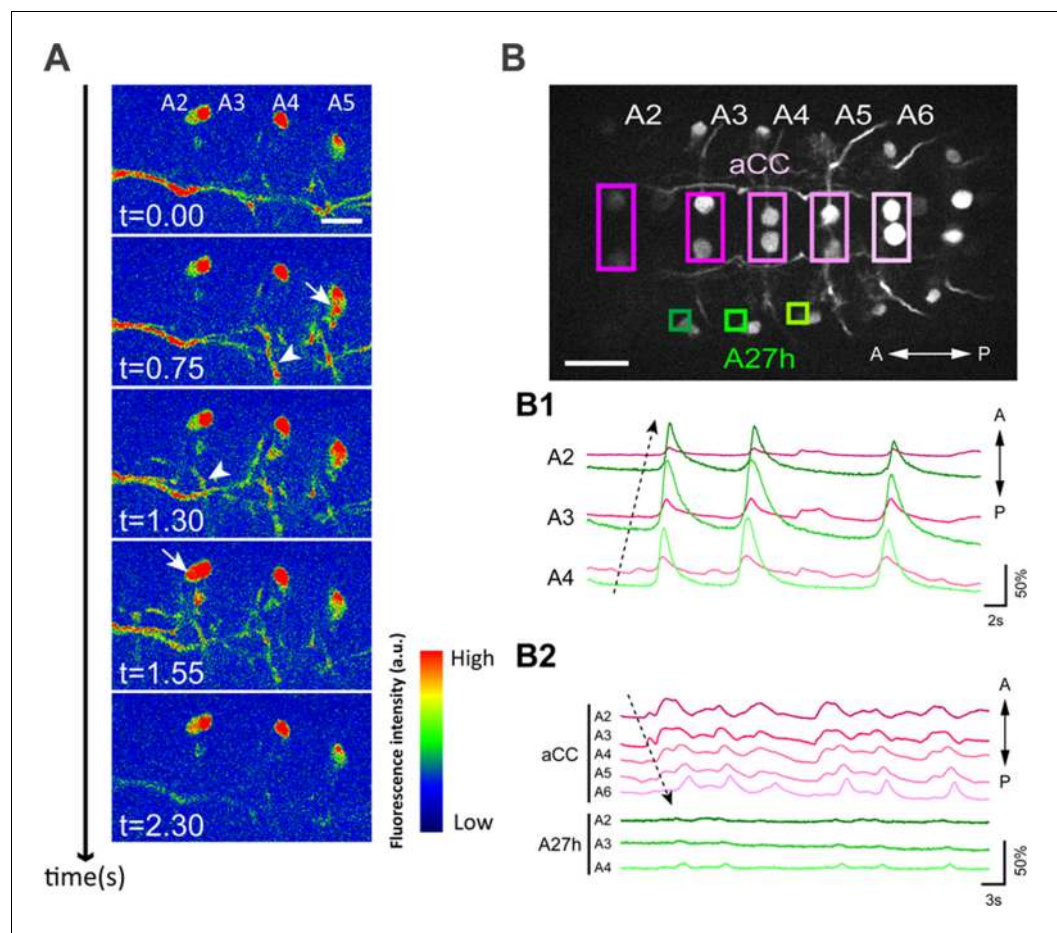 A
A2 A3 A4 A5
t=0.00
t=0.75
t=1.30
t=1.55
t=2.30
time(s)
Fluorescence intensity (a.u.)
High
Low
B
A2 A3 A4 A5 A6
aCC
A27h
A P
B1
A2
A3
A4
A
P
50%
2s
B2
aCC
A2
A3
A4
A5
A6
A27h
A2
A3
A4
A
P
50%
3s